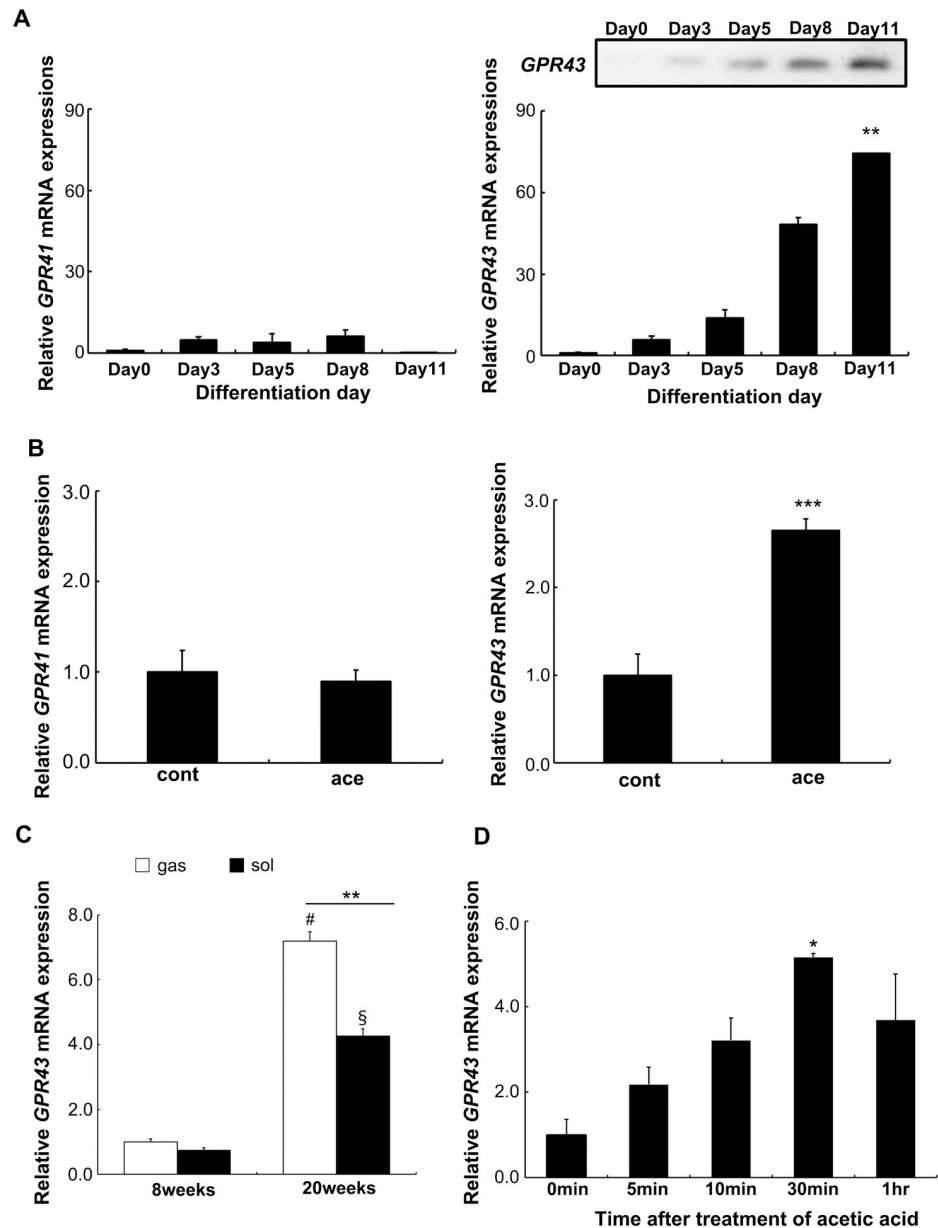 A
Relative GPR41 mRNA expressions
90
60
30
0
Day0 Day3 Day5 Day8 Day11
Differentiation day
Day0 Day3 Day5 Day8 Day11
GPR43
Relative GPR43 mRNA expressions
90
60
30
0
**
Day0 Day3 Day5 Day8 Day11
Differentiation day
B
Relative GPR41 mRNA expression
3.0
2.0
1.0
0.0
cont ace
Relative GPR43 mRNA expression
3.0
2.0
1.0
0.0
***
cont ace
C
gas sol
Relative GPR43 mRNA expression
8.0
6.0
4.0
2.0
0.0
**
#
§
8weeks 20weeks
D
Relative GPR43 mRNA expression
6.0
4.0
2.0
0.0
*
0min 5min 10min 30min 1hr
Time after treatment of acetic acid